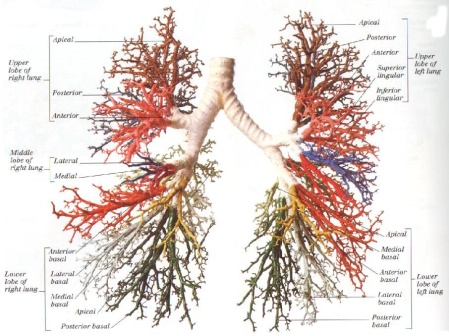 Apical
Upper
lobe of
right lung
Posterior
Anterior
Middle
lobe of
right lung
Lateral
Medial
Anterior
basal
Lower
lobe of
right lung
Lateral
basal
Medial
basal
Apical
Posterior basal
Apical
Posterior
Anterior
Superior
lingular
Inferior
lingular
Upper
lobe of
left lung
Apical
Medial
basal
Anterior
basal
Lateral
basal
Posterior
basal
Lower
lobe of
left lung